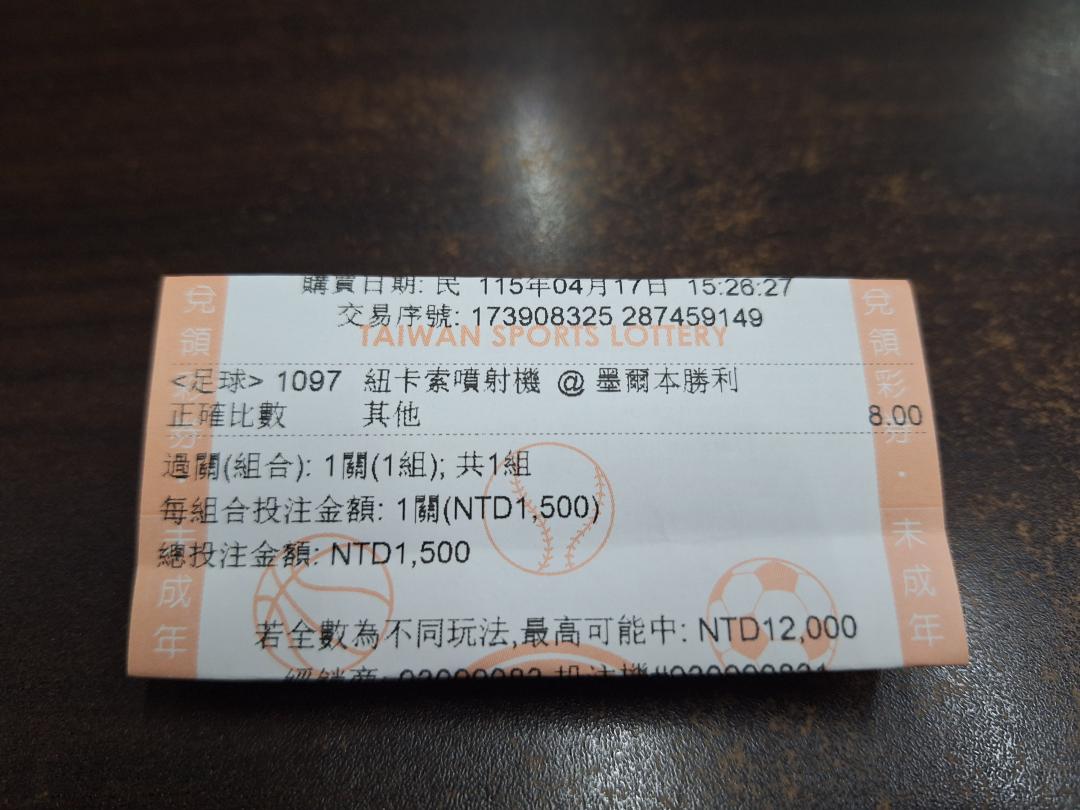 購買日期: 民 115年04月17日 15:26:27
交易序號: 173908325 287459149
TAIWAN SPORTS LOTTERY
<足球> 1097 紐卡索噴射機 @ 墨爾本勝利
正確比數 其他 8.00
過關(組合): 1關(1組); 共1組
每組合投注金額: 1關(NTD1,500)
總投注金額: NTD1,500
若全數為不同玩法,最高可能中: NTD12,000
兌領彩券
未成年
兌領彩券・未成年